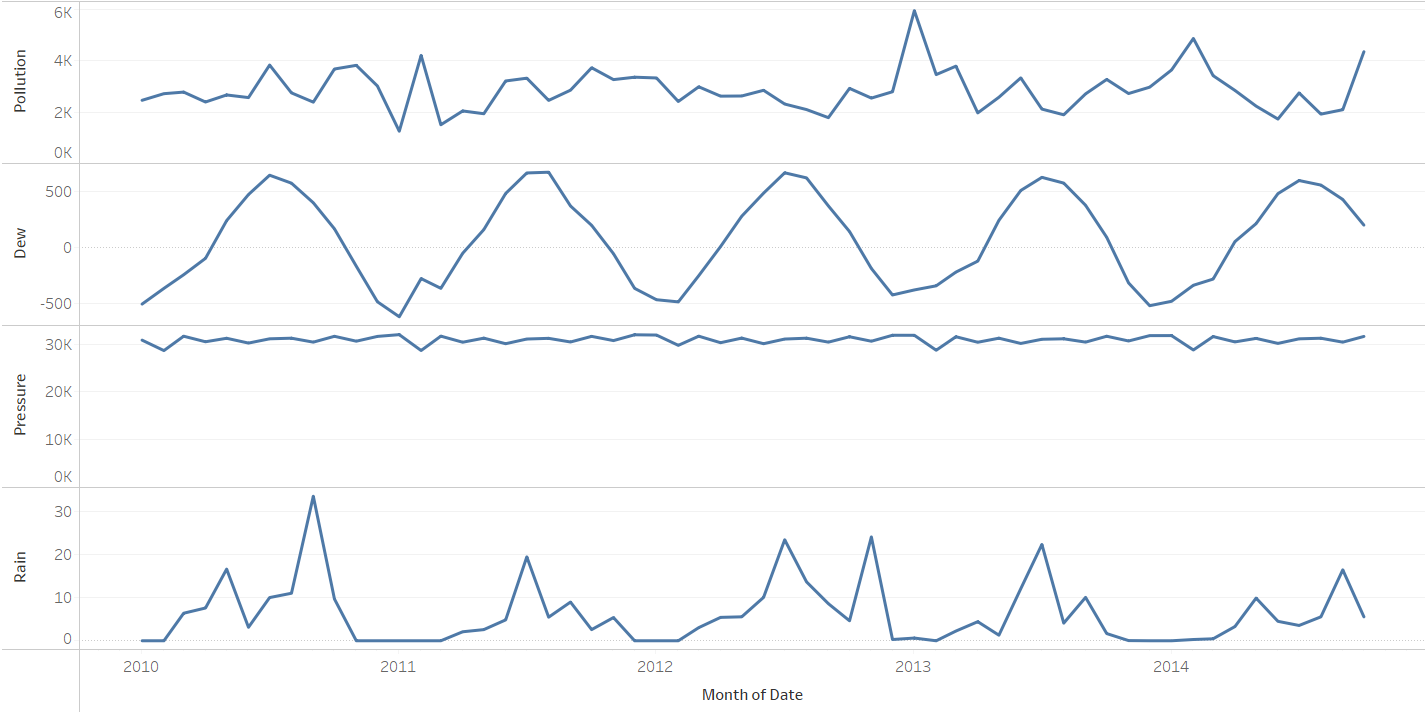 Pollution
6K
4K
2K
0K
Dew
500
0
-500
Pressure
30K
20K
10K
0K
Rain
30
20
10
0
2010 2011 2012 2013 2014
Month of Date